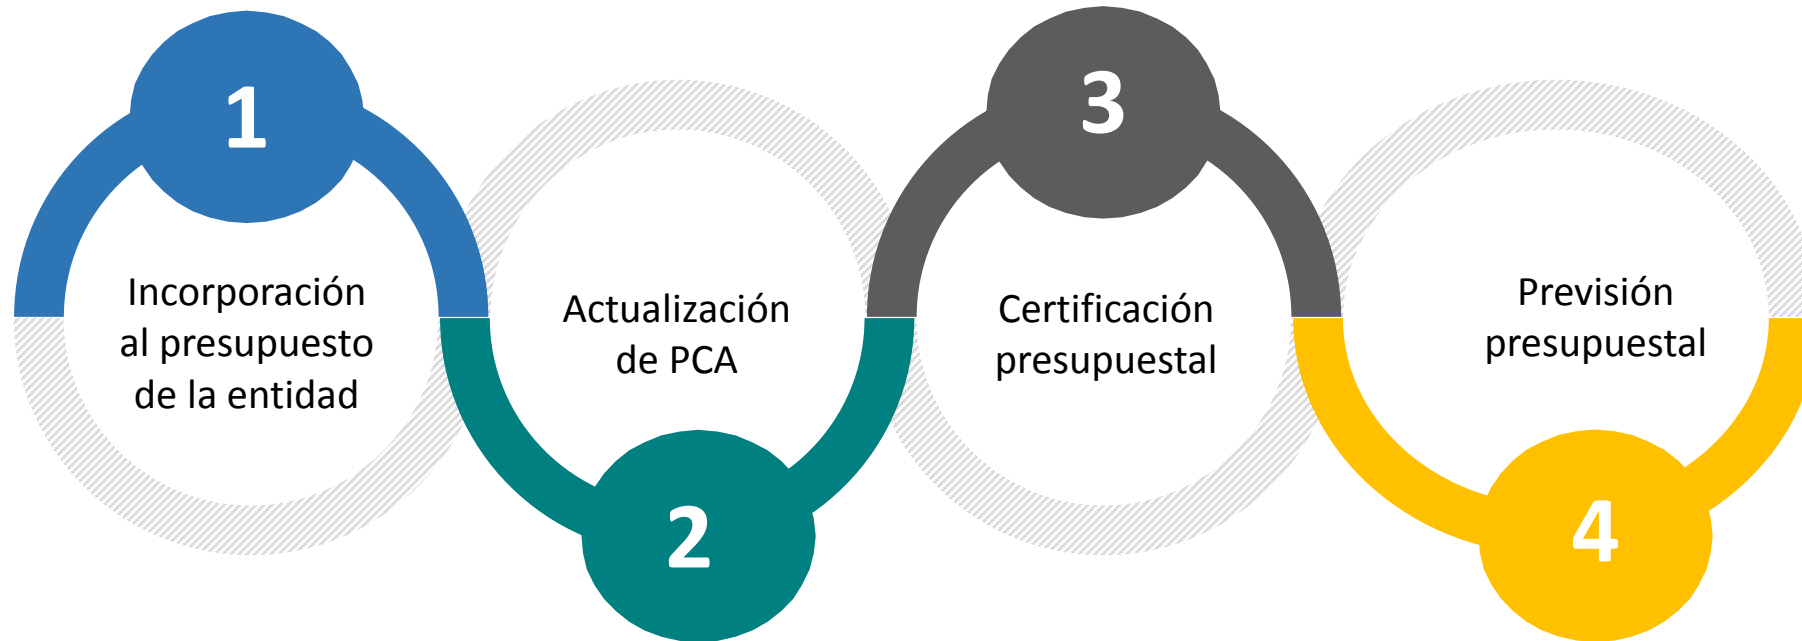 1
Incorporación
al presupuesto
de la entidad
2
Actualización
de PCA
3
Certificación
presupuestal
4
Previsión
presupuestal